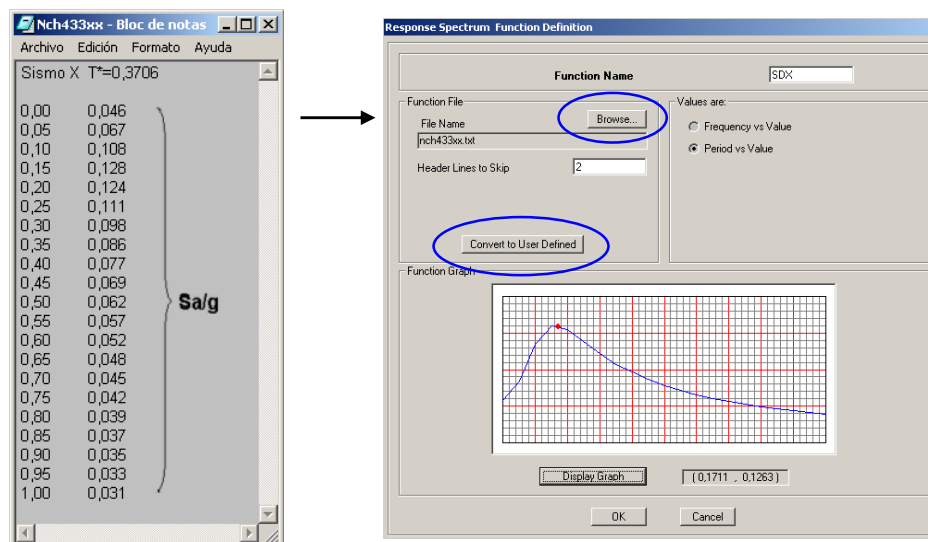 Nch433xx - Bloc de notas
Archivo Edición Formato Ayuda
Sismo X T*=0,3706
0,00 0,046
0,05 0,067
0,10 0,108
0,15 0,128
0,20 0,124
0,25 0,111
0,30 0,098
0,35 0,086
0,40 0,077
0,45 0,069
0,50 0,062
0,55 0,057
0,60 0,052
0,65 0,048
0,70 0,045
0,75 0,042
0,80 0,039
0,85 0,037
0,90 0,035
0,95 0,033
1,00 0,031
Sa/g
Response Spectrum Function Definition
Function Name SDX
Function File
File Name Browse...
nch433xx.txt
Header Lines to Skip 2
Convert to User Defined
Values are:
Frequency vs Value
Period vs Value
Function Graph
Display Graph (0,1711 , 0,1263)
OK Cancel